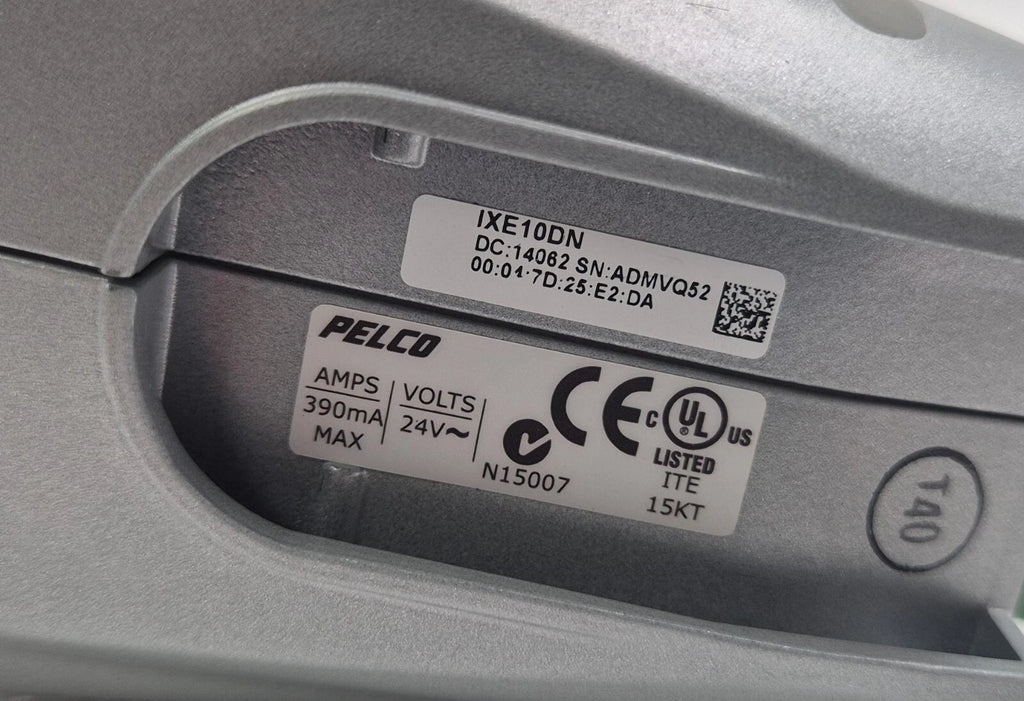 IXE10DN
DC:14062 SN:ADMVQ52
00:04:7D:25:E2:DA
PELCO
AMPS
390mA
MAX
VOLTS
24V~
N15007
CE
C UL US
LISTED
ITE
15KT
T40